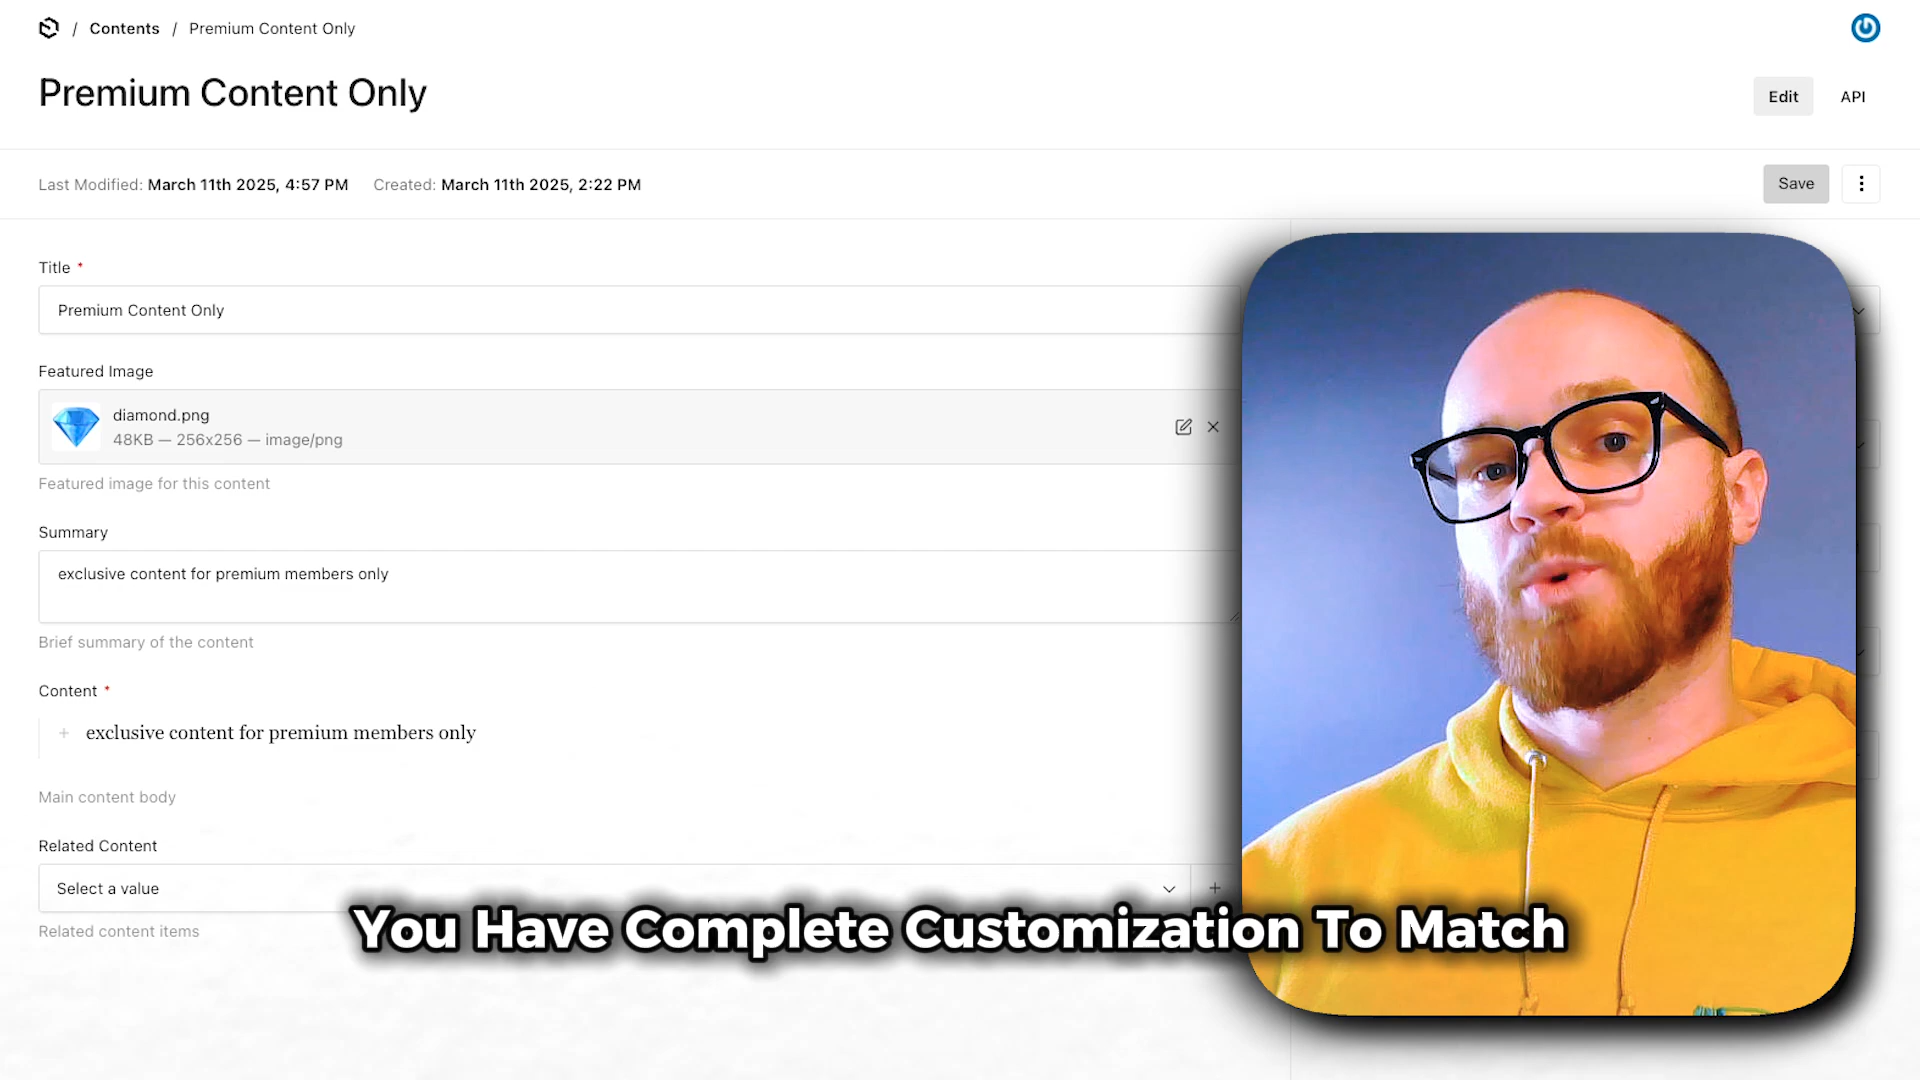 / Contents / Premium Content Only
Premium Content Only
Edit API
Last Modified: March 11th 2025, 4:57 PM Created: March 11th 2025, 2:22 PM
Save
Title *
Premium Content Only
Featured Image
diamond.png
48KB — 256x256 — image/png
Featured image for this content
Summary
exclusive content for premium members only
Brief summary of the content
Content *
exclusive content for premium members only
Main content body
Related Content
Select a value
You Have Complete Customization To Match
Related content items